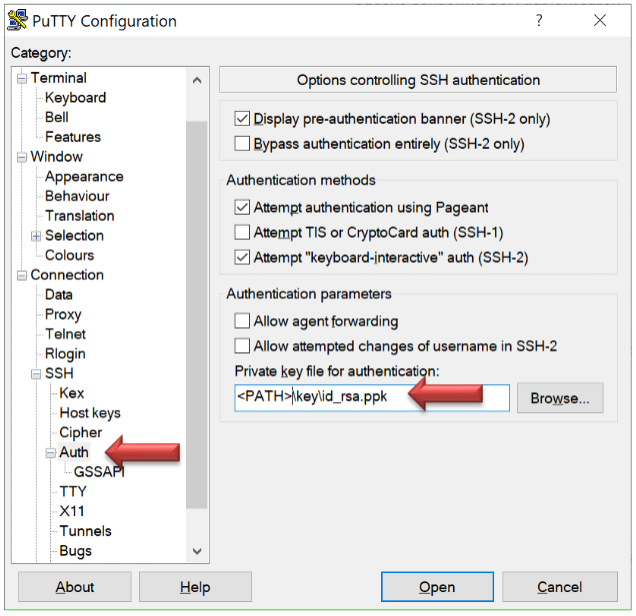 PuTTY Configuration
?
Category:
Terminal
Keyboard
Bell
Features
Window
Appearance
Behaviour
Translation
Selection
Colours
Connection
Data
Proxy
Telnet
Rlogin
SSH
Kex
Host keys
Cipher
Auth
GSSAPI
TTY
X11
Tunnels
Bugs
Options controlling SSH authentication
Display pre-authentication banner (SSH-2 only)
Bypass authentication entirely (SSH-2 only)
Authentication methods
Attempt authentication using Pageant
Attempt TIS or CryptoCard auth (SSH-1)
Attempt "keyboard-interactive" auth (SSH-2)
Authentication parameters
Allow agent forwarding
Allow attempted changes of username in SSH-2
Private key file for authentication:
<PATH>\key\id_rsa.ppk
Browse...
About
Help
Open
Cancel